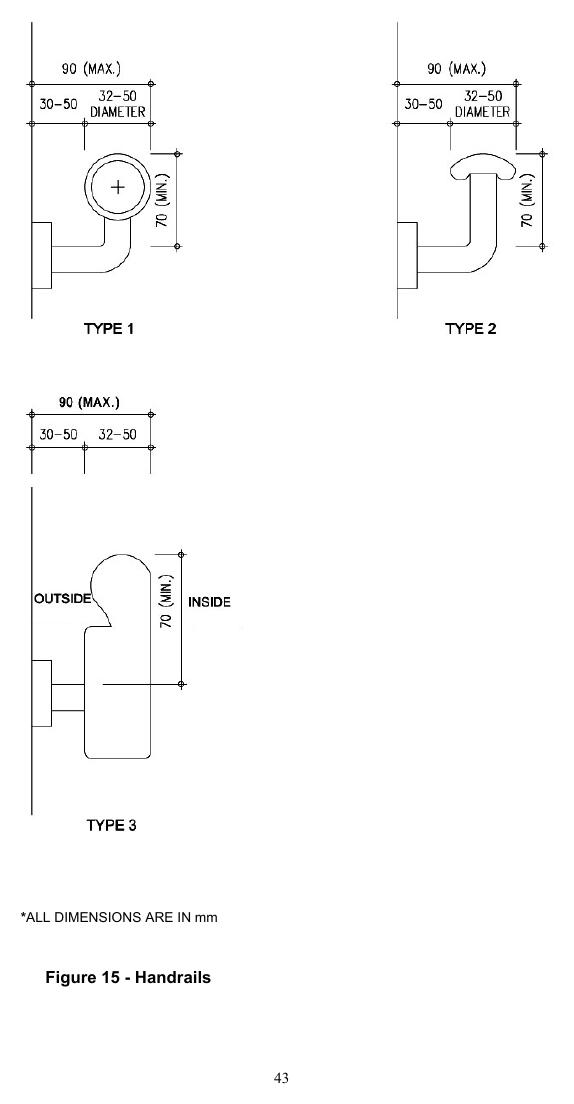 90 (MAX.)
30-50
32-50
DIAMETER
70 (MIN.)
TYPE 1
90 (MAX.)
30-50
32-50
DIAMETER
70 (MIN.)
TYPE 2
90 (MAX.)
30-50 32-50
OUTSIDE
70 (MIN.)
INSIDE
TYPE 3
*ALL DIMENSIONS ARE IN mm
Figure 15 - Handrails
43